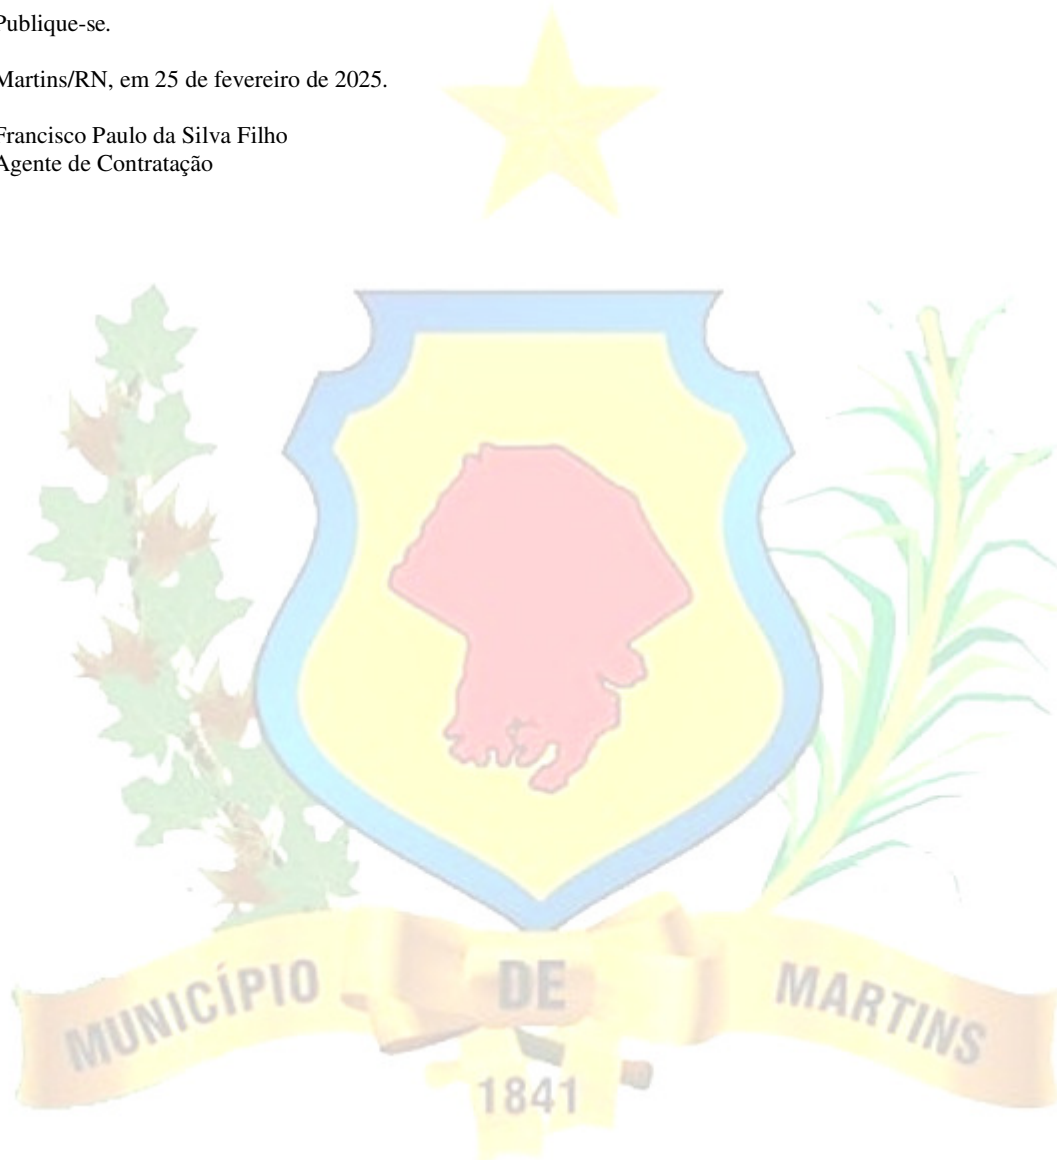 Publique-se.
Martins/RN, em 25 de fevereiro de 2025.
Francisco Paulo da Silva Filho
Agente de Contratação
MUNICÍPIO DE MARTINS
1841